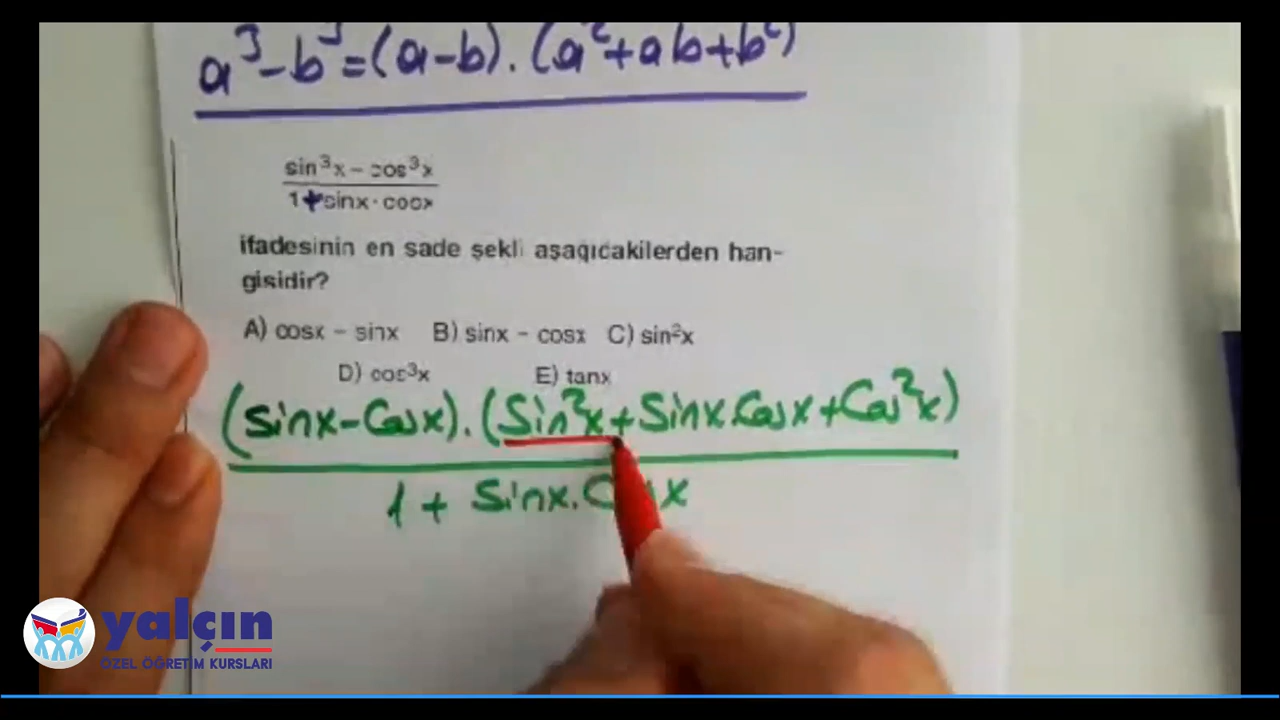 a³-b³=(a-b).(a²+ab+b²)
sin³x - cos³x
1+sinx·cosx
ifadesinin en sade şekli aşağıdakilerden han-
gisidir?
A) cosx - sinx B) sinx - cosx C) sin²x
D) cos³x E) tanx
(Sinx-Cosx).(Sin²x+Sinx.Cosx+Cos²x)
1+ Sinx.Cosx
yalçın
ÖZEL ÖĞRETİM KURSLARI